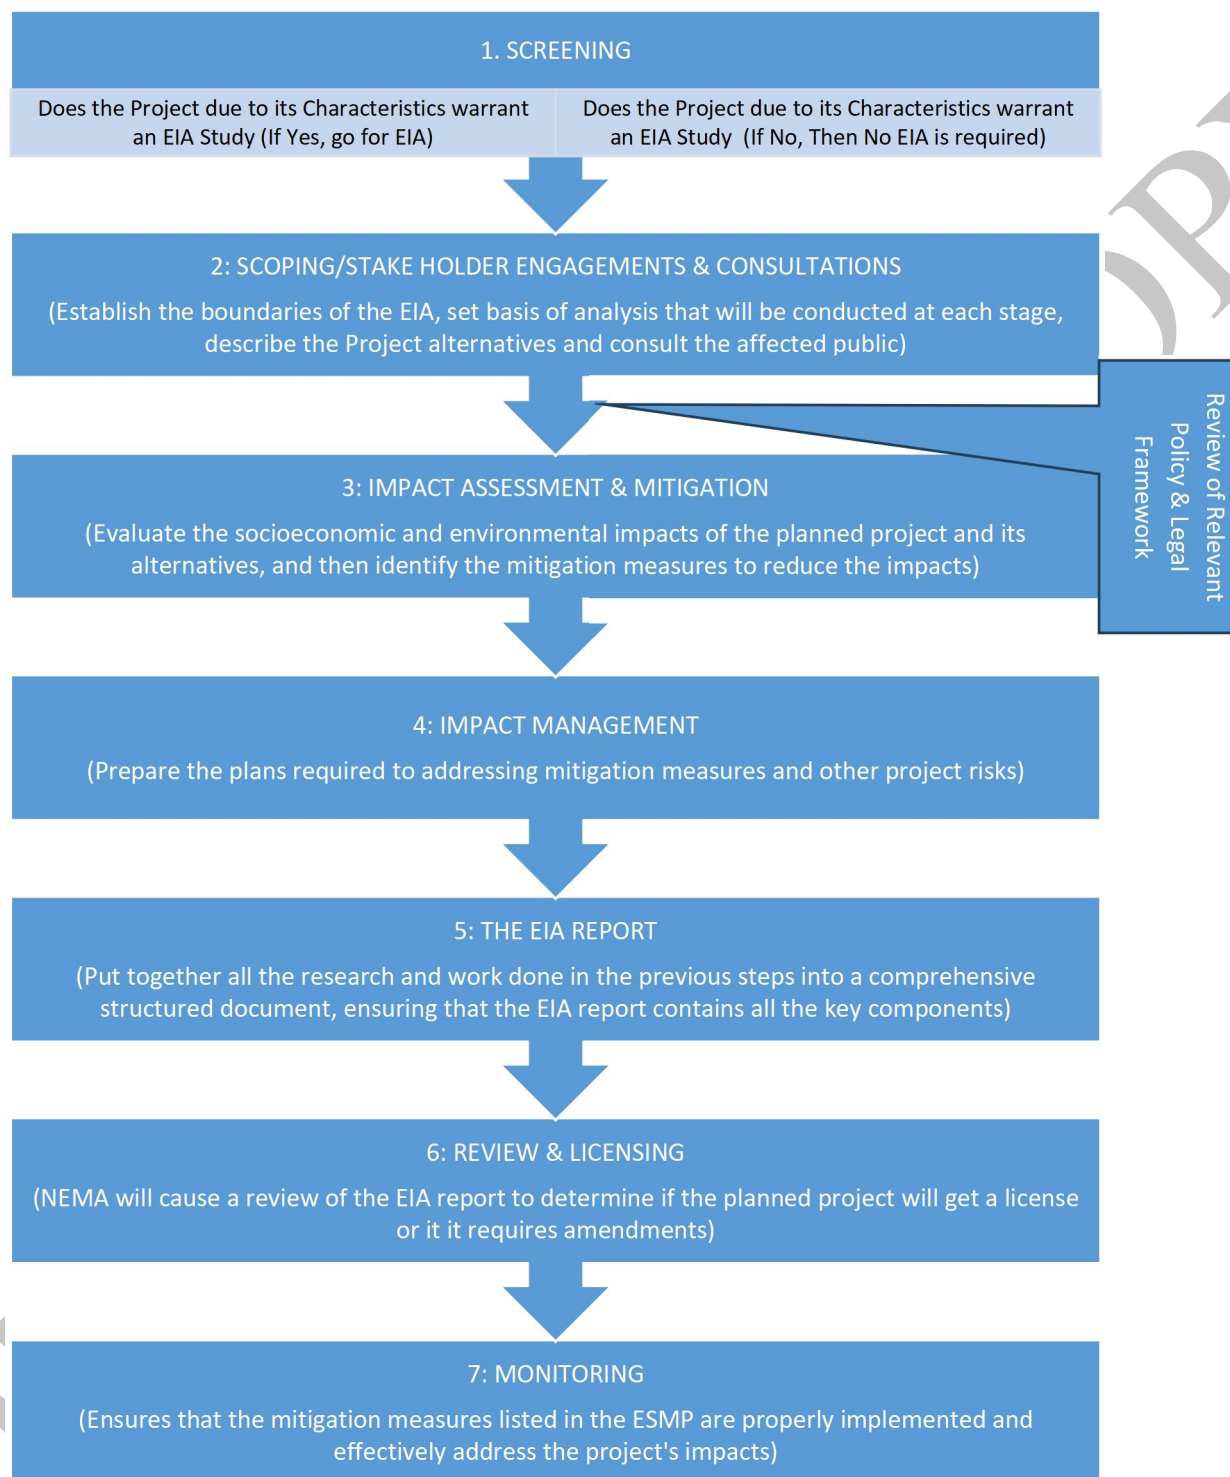 1. SCREENING
Does the Project due to its Characteristics warrant
an EIA Study (If Yes, go for EIA)
Does the Project due to its Characteristics warrant
an EIA Study (If No, Then No EIA is required)
2: SCOPING/STAKE HOLDER ENGAGEMENTS & CONSULTATIONS
(Establish the boundaries of the EIA, set basis of analysis that will be conducted at each stage,
describe the Project alternatives and consult the affected public)
Review of Relevant
Policy & Legal
Framework
3: IMPACT ASSESSMENT & MITIGATION
(Evaluate the socioeconomic and environmental impacts of the planned project and its
alternatives, and then identify the mitigation measures to reduce the impacts)
4: IMPACT MANAGEMENT
(Prepare the plans required to addressing mitigation measures and other project risks)
5: THE EIA REPORT
(Put together all the research and work done in the previous steps into a comprehensive
structured document, ensuring that the EIA report contains all the key components)
6: REVIEW & LICENSING
(NEMA will cause a review of the EIA report to determine if the planned project will get a license
or it it requires amendments)
7: MONITORING
(Ensures that the mitigation measures listed in the ESMP are properly implemented and
effectively address the project's impacts)